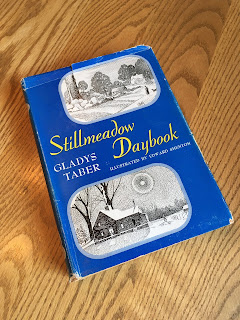 Stillmeadow
Daybook
GLADYS
TABER
ILLUSTRATED BY EDWARD SHENTON